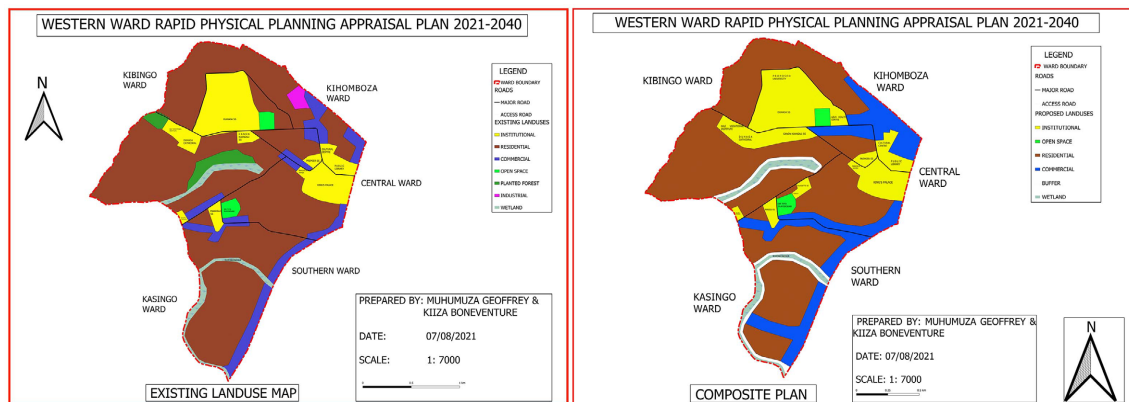 WESTERN WARD RAPID PHYSICAL PLANNING APPRAISAL PLAN 2021-2040
N
KIBINGO
WARD
KIHOMBOZA
WARD
CENTRAL WARD
SOUTHERN WARD
KASINGO
WARD
LEGEND
WARD BOUNDARY
ROADS
MAJOR ROAD
ACCESS ROAD
EXISTING LANDUSES
INSTITUTIONAL
RESIDENTIAL
COMMERCIAL
OPEN SPACE
PLANTED FOREST
INDUSTRIAL
WETLAND
PREPARED BY: MUHUMUZA GEOFFREY &
KIIZA BONEVENTURE
DATE: 07/08/2021
SCALE: 1: 7000
EXISTING LANDUSE MAP
WESTERN WARD RAPID PHYSICAL PLANNING APPRAISAL PLAN 2021-2040
KIBINGO WARD
KIHOMBOZA
WARD
CENTRAL
WARD
SOUTHERN
WARD
KASINGO
WARD
LEGEND
WARD BOUNDARY
ROADS
MAJOR ROAD
ACCESS ROAD
PROPOSED LANDUSES
INSTITUTIONAL
OPEN SPACE
RESIDENTIAL
COMMERCIAL
BUFFER
WETLAND
PREPARED BY: MUHUMUZA GEOFFREY &
KIIZA BONEVENTURE
DATE: 07/08/2021
SCALE: 1: 7000
N
COMPOSITE PLAN